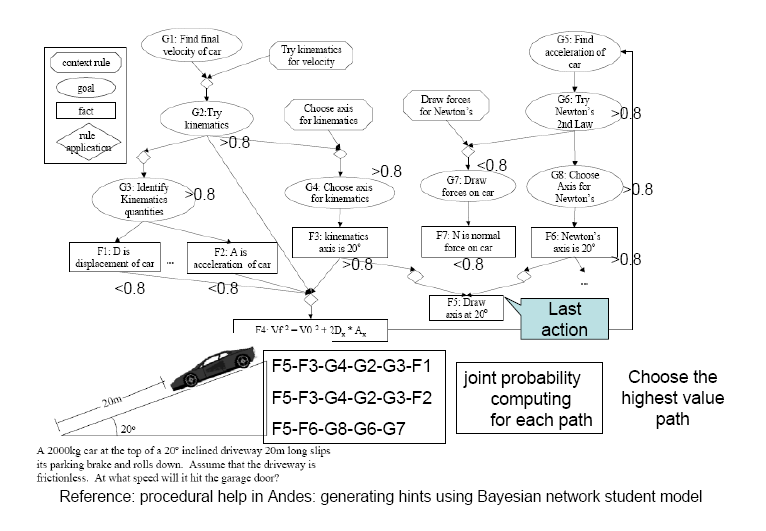 G1: Find final
velocity of car
Try kinematics
for velocity
G5: Find
acceleration of
car
context rule
goal
fact
rule
application
G2:Try
kinematics
Choose axis
for kinematics
Draw forces
for Newton's
G6: Try
Newton's
2nd Law
>0.8
>0.8
>0.8
<0.8
G3: Identify
Kinematics
quantities
>0.8
G4: Choose axis
for kinematics
G7: Draw
forces on car
G8: Choose
Axis for
Newton's
>0.8
F1: D is
displacement of car
...
F2: A is
acceleration of car
F3: kinematics
axis is 20°
F7: N is normal
force on car
F6: Newton's
axis is 20°
<0.8
<0.8
>0.8
<0.8
>0.8
...
F5: Draw
axis at 20°
Last
action
F4: Vf² = V0² + 2Dx * Ax
20m
20°
F5-F3-G4-G2-G3-F1
F5-F3-G4-G2-G3-F2
F5-F6-G8-G6-G7
joint probability
computing
for each path
Choose the
highest value
path
A 2000kg car at the top of a 20° inclined driveway 20m long slips
its parking brake and rolls down. Assume that the driveway is
frictionless. At what speed will it hit the garage door?
Reference: procedural help in Andes: generating hints using Bayesian network student model